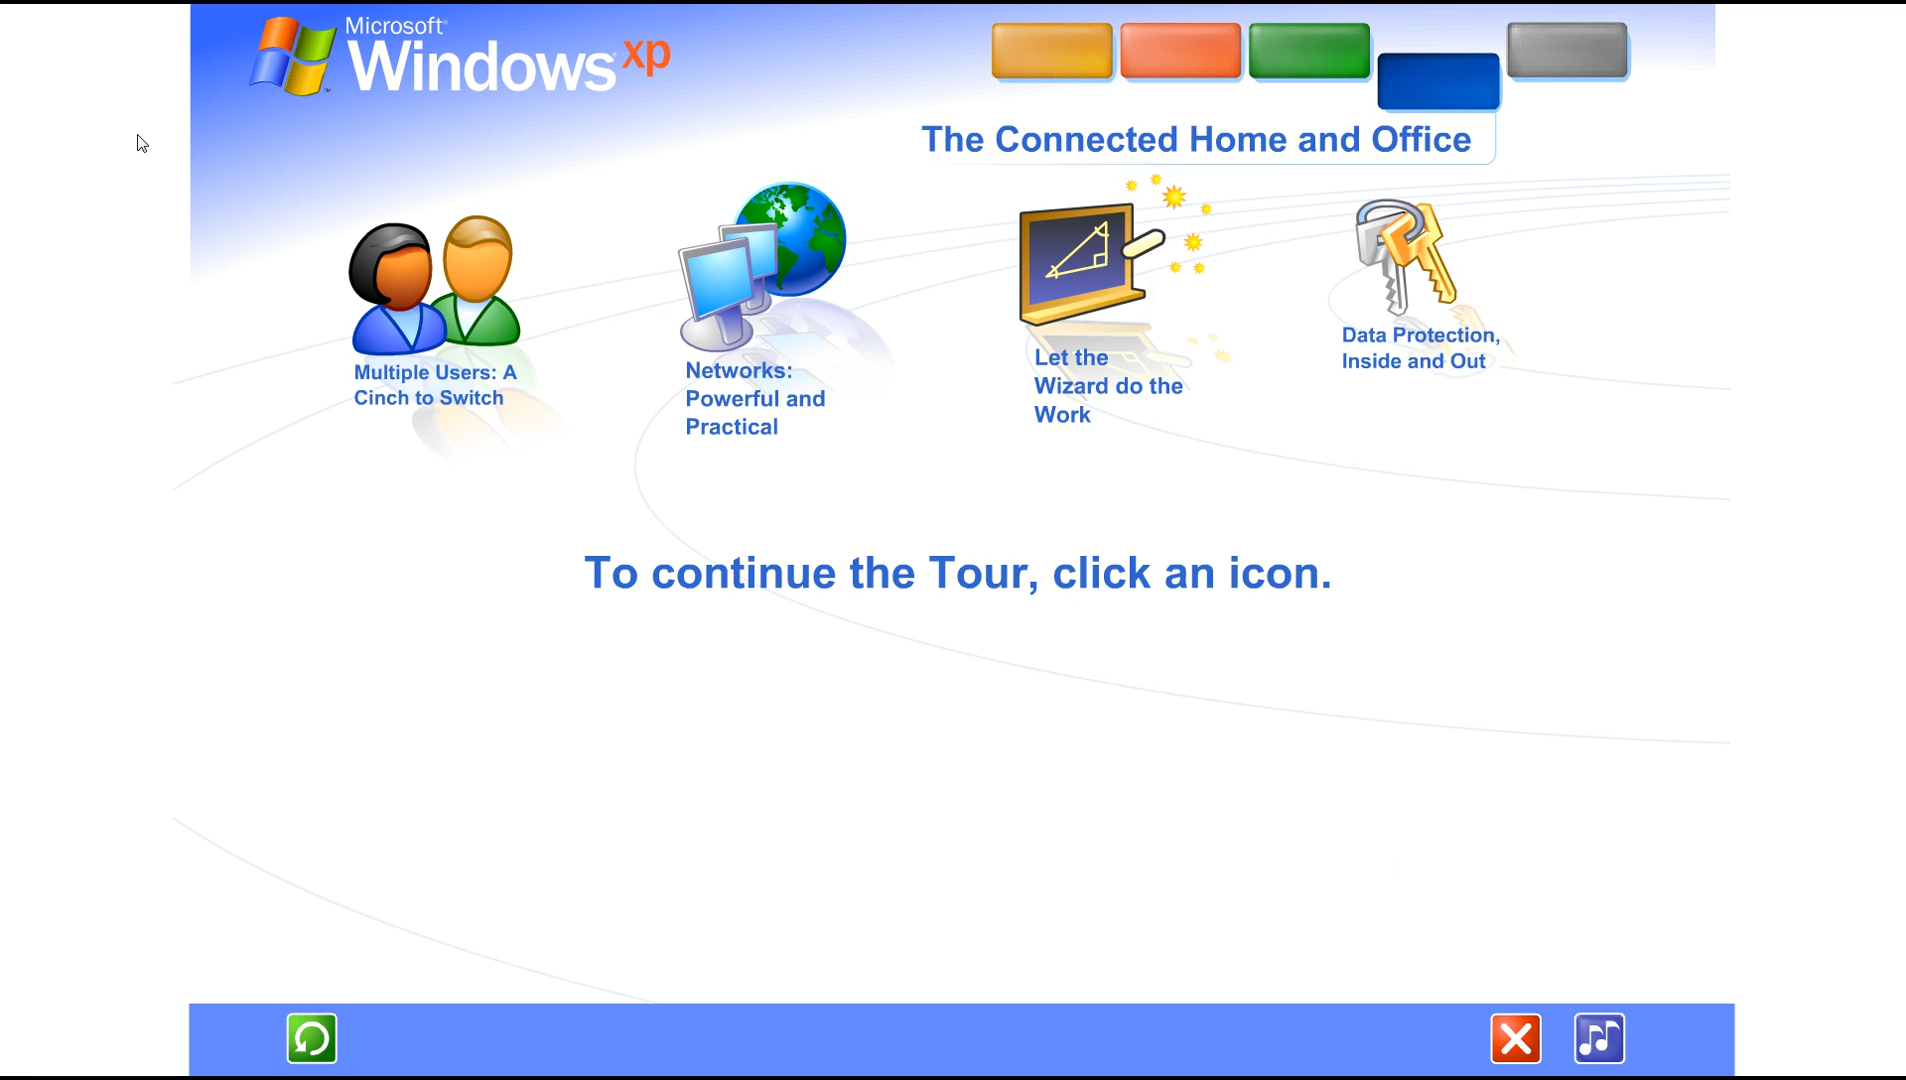 Microsoft®
Windows xp™
The Connected Home and Office
Multiple Users: A
Cinch to Switch
Networks:
Powerful and
Practical
Let the
Wizard do the
Work
Data Protection,
Inside and Out
To continue the Tour, click an icon.